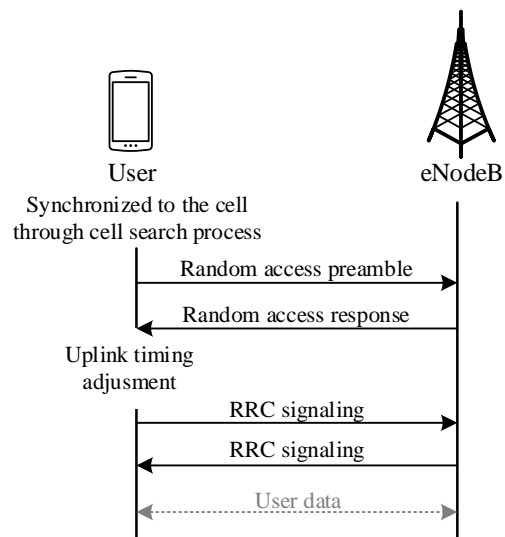 User
eNodeB
Synchronized to the cell
through cell search process
Random access preamble
Random access response
Uplink timing
adjusment
RRC signaling
RRC signaling
User data